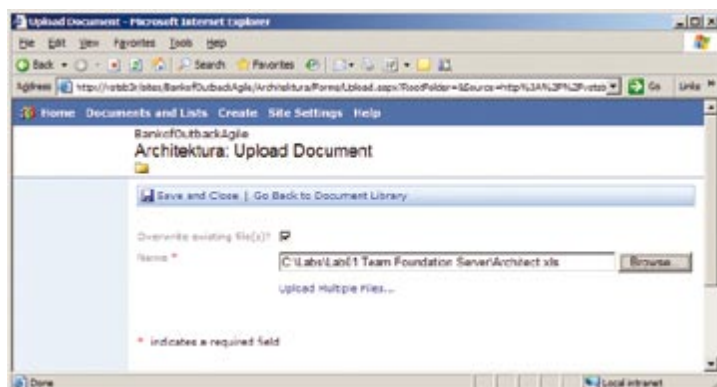 Upload Document - Microsoft Internet Explorer
File Edit View Favorites Tools Help
Back Search Favorites
Address Go Links
Home Documents and Lists Create Site Settings Help
BankofOutbackAgile
Architektura: Upload Document
Save and Close | Go Back to Document Library
Overwrite existing file(s)?
Name *
C:\Labs\Lab01 Team Foundation Server\Architect.xls
Browse...
Upload Multiple Files...
* indicates a required field
Done
Local intranet